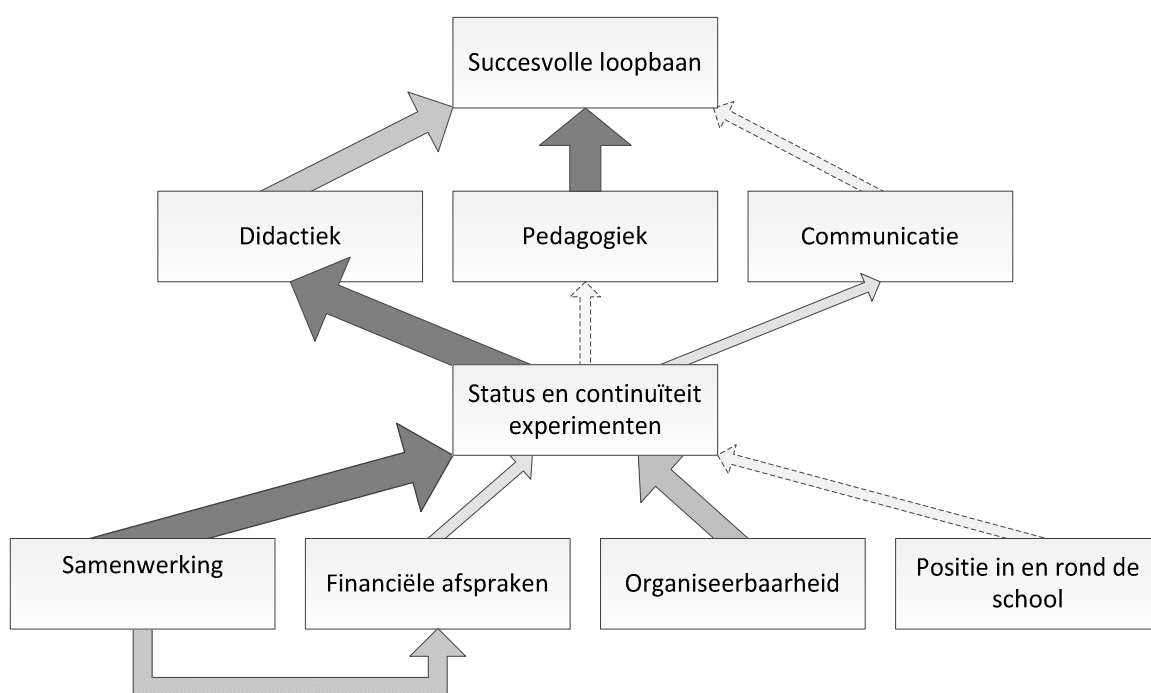 Succesvolle loopbaan
Didactiek
Pedagogiek
Communicatie
Status en continuïteit
experimenten
Samenwerking
Financiële afspraken
Organiseerbaarheid
Positie in en rond de
school